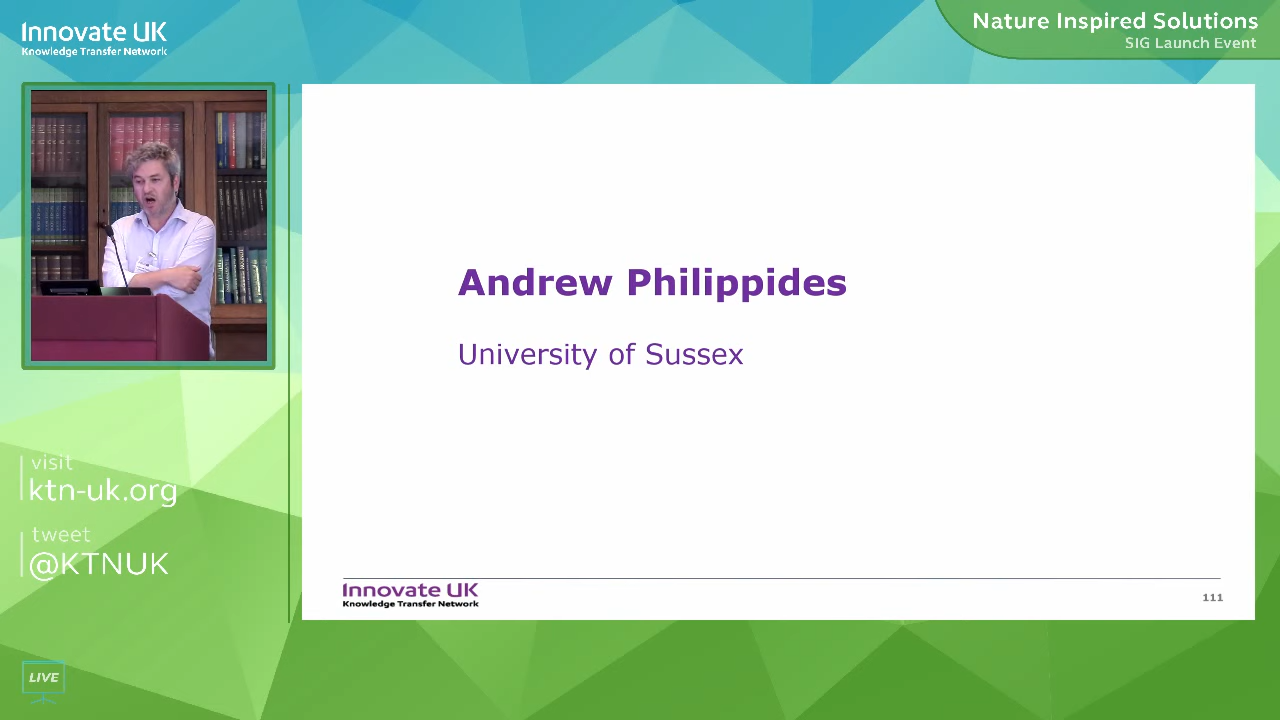 Innovate UK
Knowledge Transfer Network
Nature Inspired Solutions
SIG Launch Event
Andrew Philippides
University of Sussex
visit
ktn-uk.org
tweet
@KTNUK
Innovate UK
Knowledge Transfer Network
111
LIVE